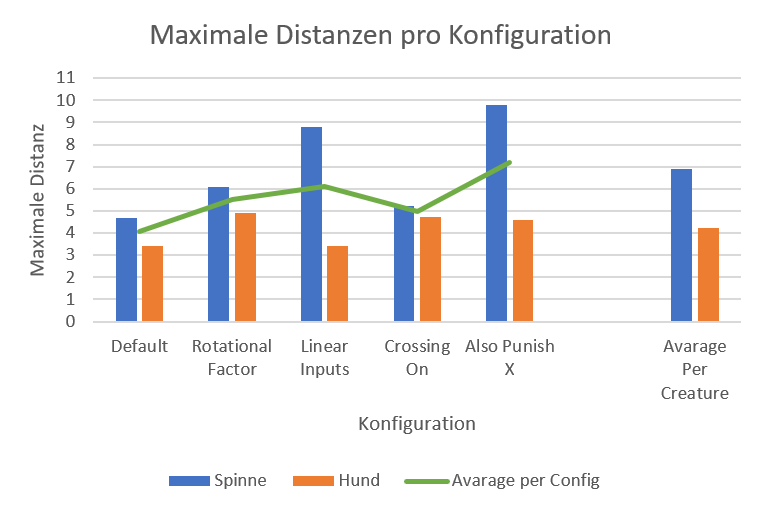 Maximale Distanzen pro Konfiguration
Maximale Distanz
11
10
9
8
7
6
5
4
3
2
1
0
Default
Rotational
Factor
Linear
Inputs
Crossing
On
Also Punish
X
Avarage
Per
Creature
Konfiguration
Spinne
Hund
Avarage per Config